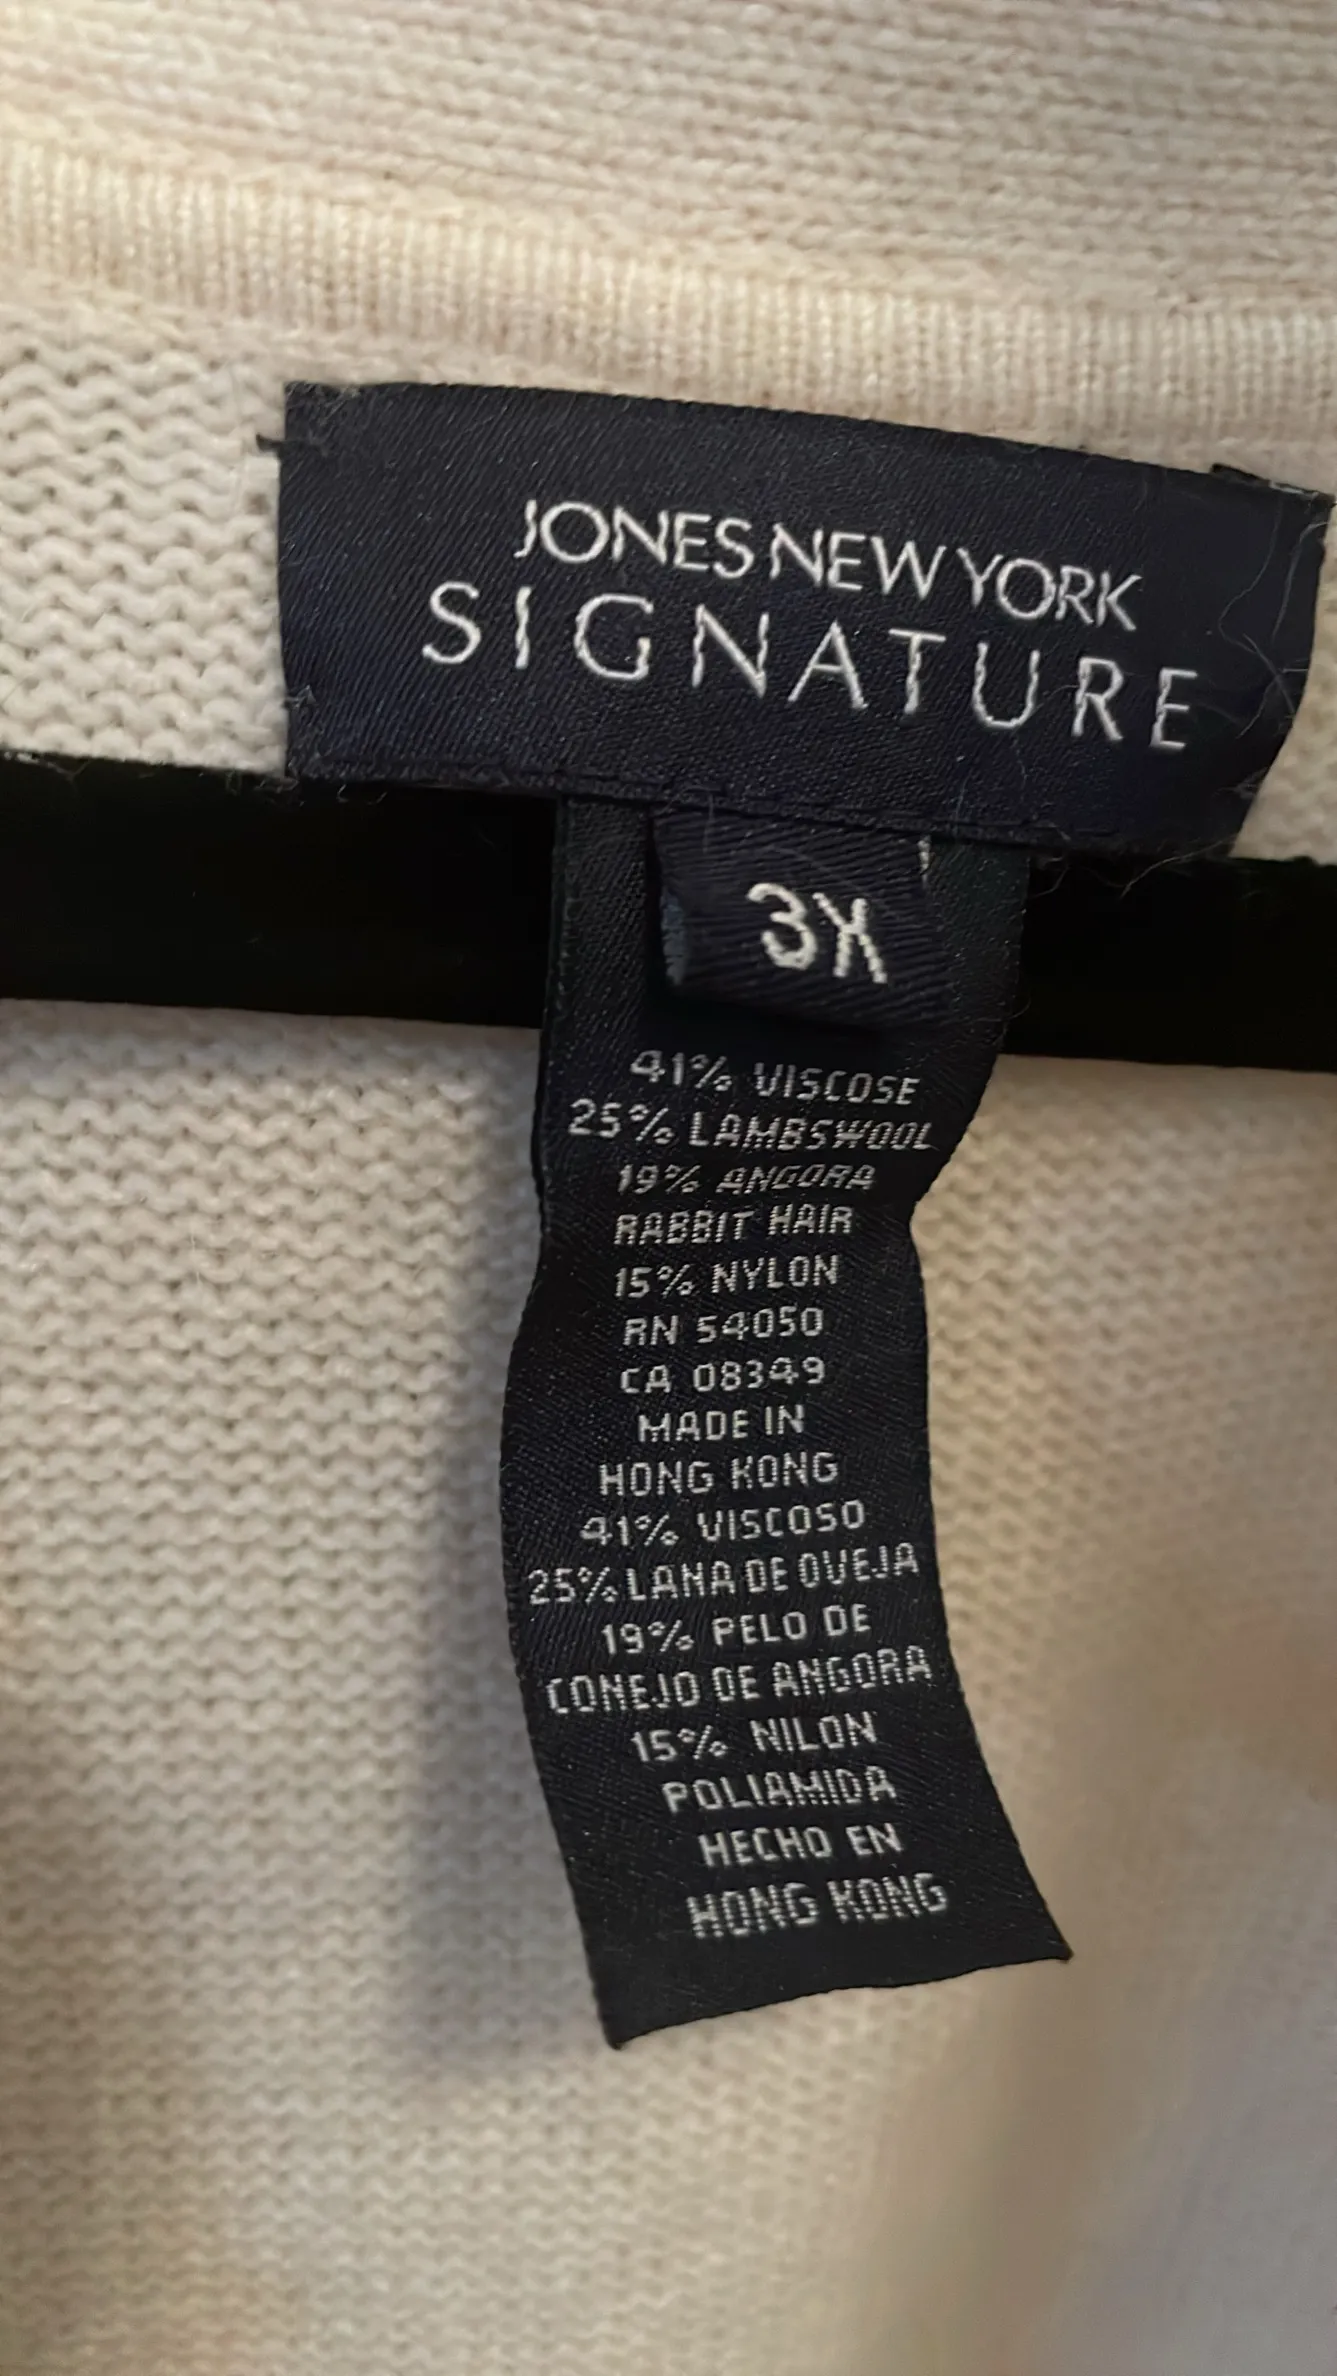 JONES NEW YORK
SIGNATURE
3X
41% VISCOSE
25% LAMBSWOOL
19% ANGORA
RABBIT HAIR
15% NYLON
RN 54050
CA 08349
MADE IN
HONG KONG
41% VISCOSO
25% LANA DE OVEJA
19% PELO DE
CONEJO DE ANGORA
15% NILON
POLIAMIDA
HECHO EN
HONG KONG